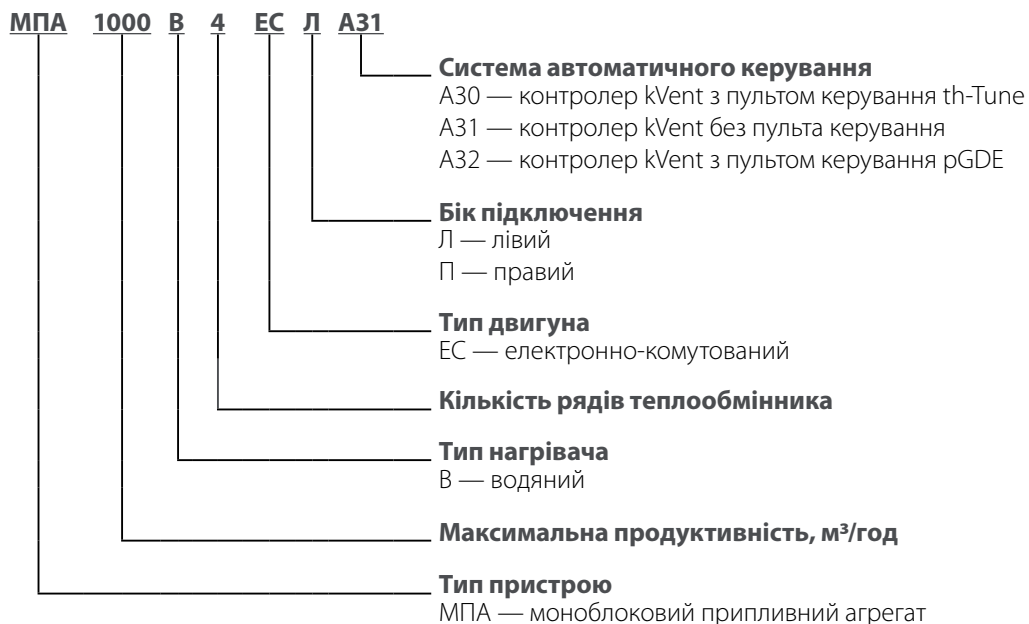 МПА 1000 В 4 ЕС Л А31
Система автоматичного керування
А30 — контролер kVent з пультом керування th-Tune
А31 — контролер kVent без пульта керування
А32 — контролер kVent з пультом керування pGDE
Бік підключення
Л — лівий
П — правий
Тип двигуна
ЕС — електронно-комутований
Кількість рядів теплообмінника
Тип нагрівача
В — водяний
Максимальна продуктивність, м³/год
Тип пристрою
МПА — моноблоковий припливний агрегат